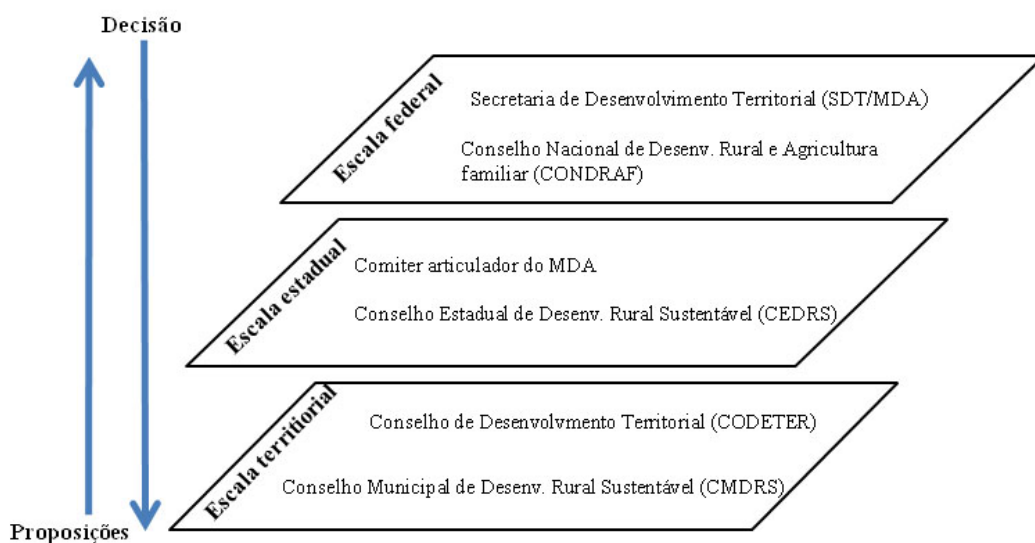 Decisão
Escala federal
Secretaria de Desenvolvimento Territorial (SDT/MDA)
Conselho Nacional de Desenv. Rural e Agricultura
familiar (CONDRAF)
Escala estadual
Comiter articulador do MDA
Conselho Estadual de Desenv. Rural Sustentável (CEDRS)
Escala territiorial
Conselho de Desenvolvmento Territorial (CODETER)
Conselho Municipal de Desenv. Rural Sustentável (CMDRS)
Proposições